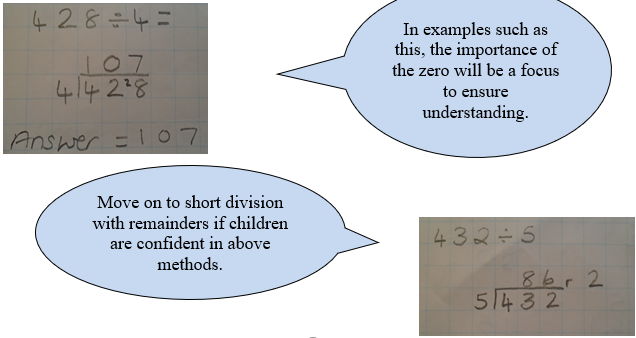 428÷4=
107
4 42²8
Answer = 107
In examples such as
this, the importance of
the zero will be a focus
to ensure
understanding.
Move on to short division
with remainders if children
are confident in above
methods.
432÷5
86 r 2
5 432